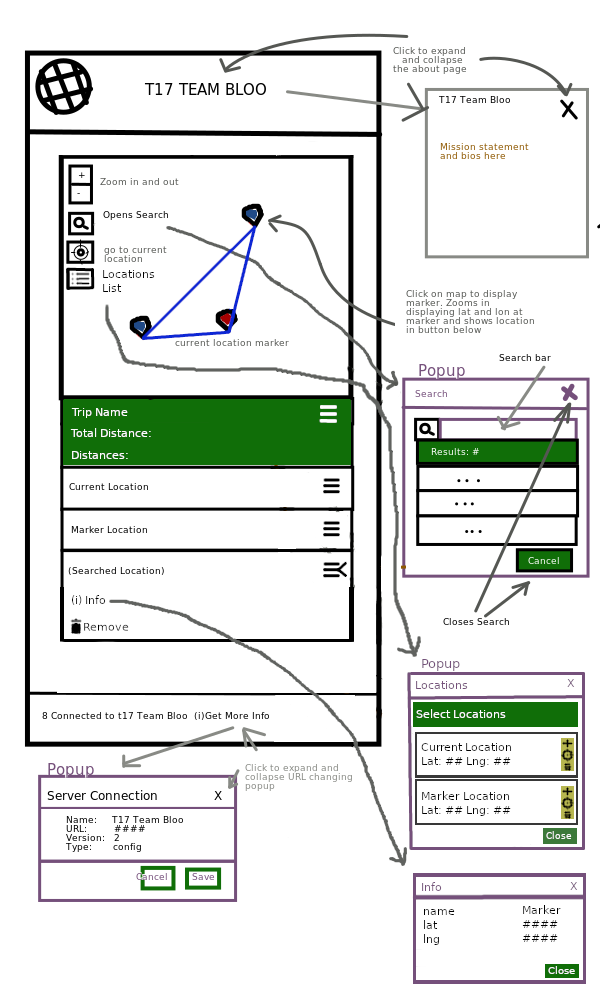 Click to expand
and collapse
the about page
T17 TEAM BLOO
T17 Team Bloo
X
Mission statement
and bios here
+
-
Zoom in and out
Opens Search
go to current
location
Locations
List
current location marker
Click on map to display
marker. Zooms in
displaying lat and lon at
marker and shows location
in button below
Trip Name
Total Distance:
Distances:
Current Location
Marker Location
(Searched Location)
(i) Info
Remove
8 Connected to t17 Team Bloo (i)Get More Info
Search bar
Popup
Search
X
Results: #
• • •
• • •
• • •
Cancel
Closes Search
Popup
Locations X
Select Locations
Current Location
Lat: ## Lng: ##
Marker Location
Lat: ## Lng: ##
Close
Popup
Server Connection X
Name: T17 Team Bloo
URL: ####
Version: 2
Type: config
Cancel Save
Click to expand and
collapse URL changing
popup
Info X
name Marker
lat ####
lng ####
Close